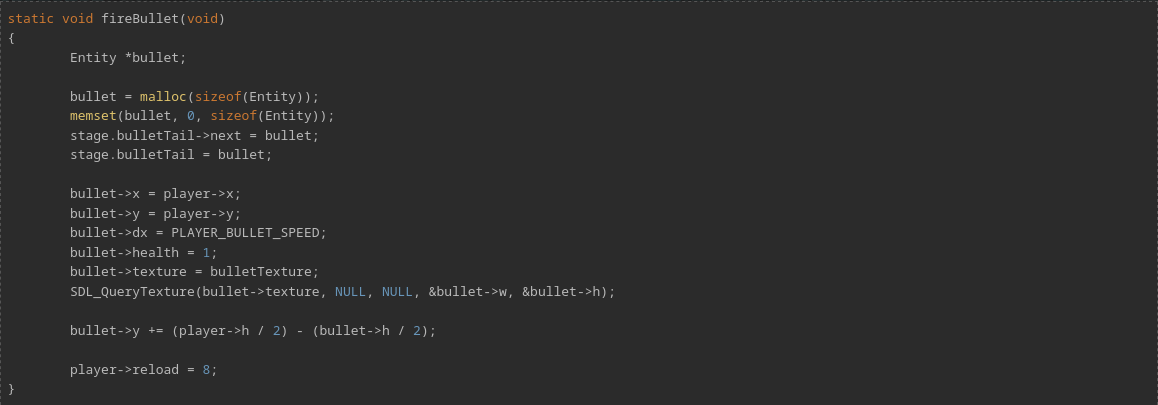 static void fireBullet(void)
{
        Entity *bullet;

        bullet = malloc(sizeof(Entity));
        memset(bullet, 0, sizeof(Entity));
        stage.bulletTail->next = bullet;
        stage.bulletTail = bullet;

        bullet->x = player->x;
        bullet->y = player->y;
        bullet->dx = PLAYER_BULLET_SPEED;
        bullet->health = 1;
        bullet->texture = bulletTexture;
        SDL_QueryTexture(bullet->texture, NULL, NULL, &bullet->w, &bullet->h);

        bullet->y += (player->h / 2) - (bullet->h / 2);

        player->reload = 8;
}